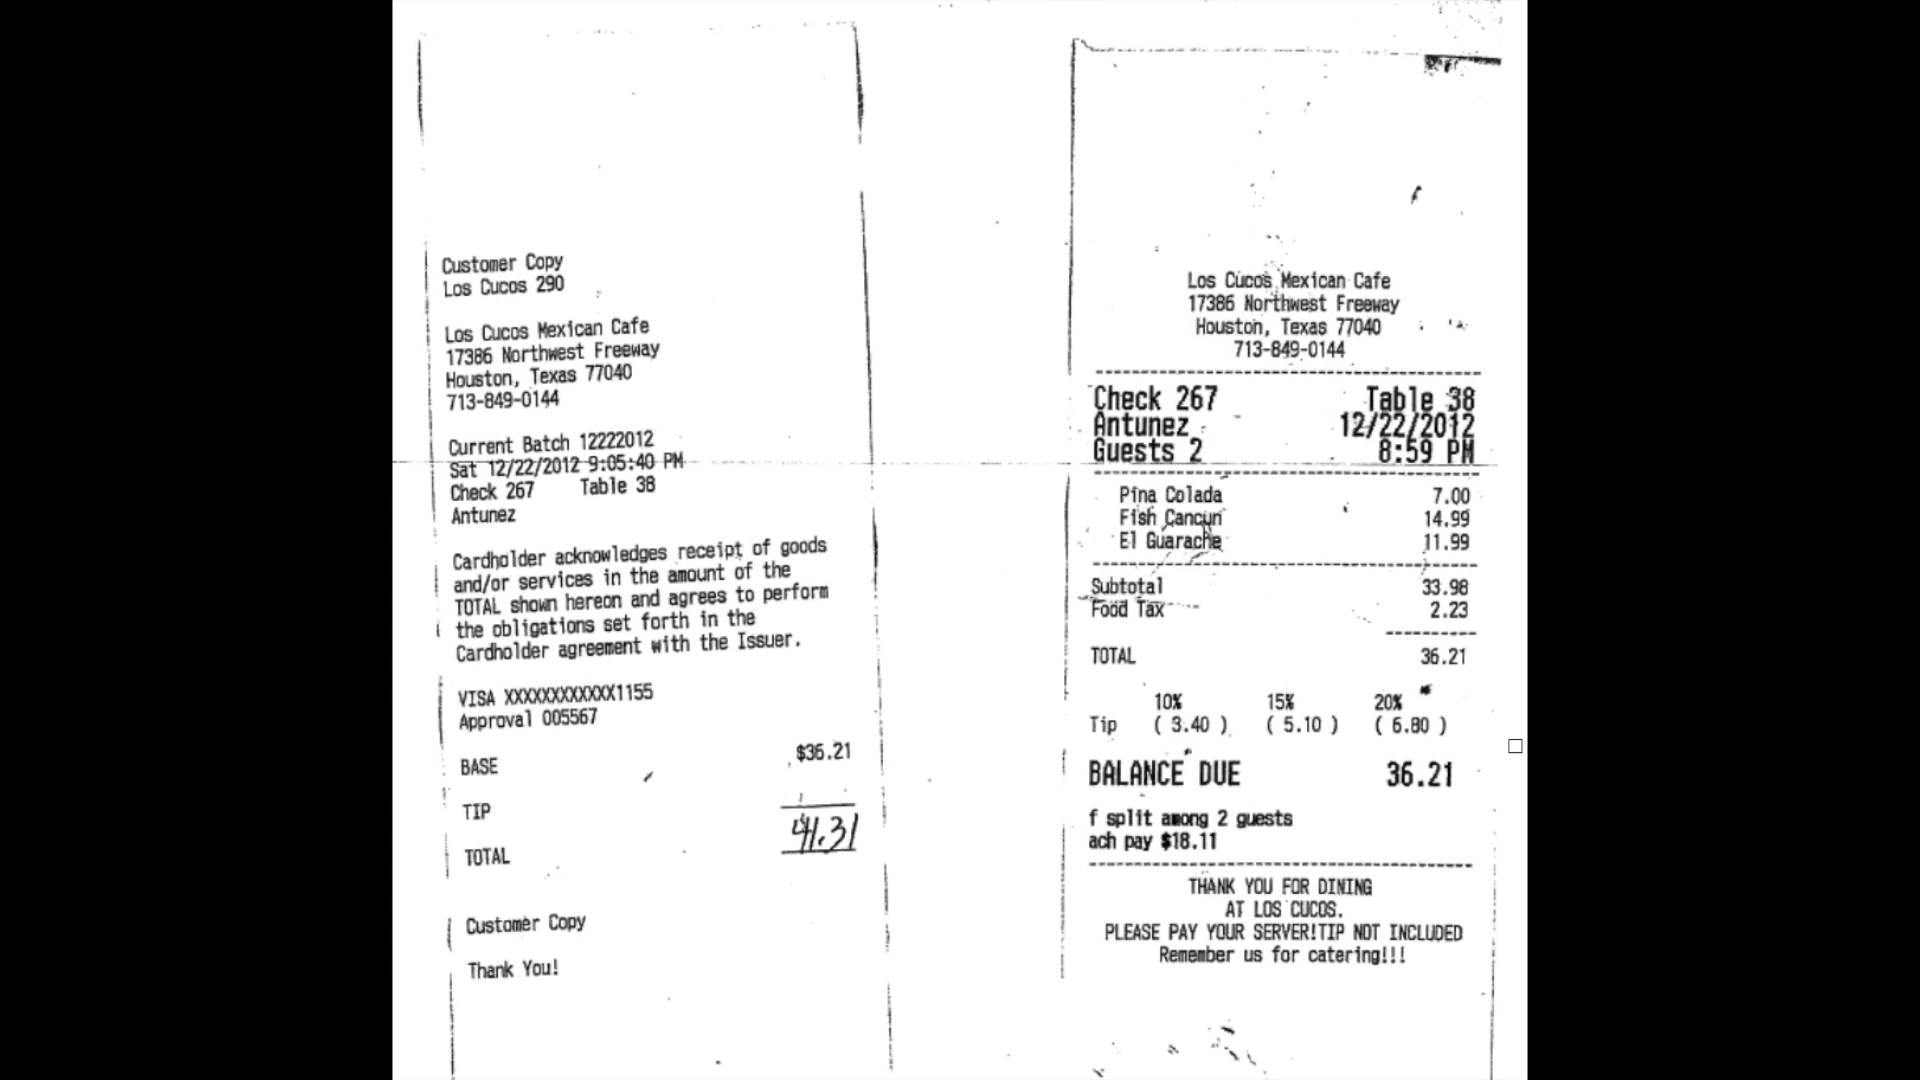 Customer Copy
Los Cucos 290
Los Cucos Mexican Cafe
17386 Northwest Freeway
Houston, Texas 77040
713-849-0144
Current Batch 12222012
Sat 12/22/2012 9:05:40 PM
Check 267 Table 38
Antunez
Cardholder acknowledges receipt of goods
and/or services in the amount of the
TOTAL shown hereon and agrees to perform
the obligations set forth in the
Cardholder agreement with the Issuer.
VISA XXXXXXXXXXXX1155
Approval 005567
BASE $36.21
TIP
TOTAL 41.31
Customer Copy
Thank You!
Los Cucos Mexican Cafe
17386 Northwest Freeway
Houston, Texas 77040
713-849-0144
Check 267 Table 38
Antunez 12/22/2012
Guests 2 8:59 PM
Pina Colada 7.00
Fish Cancun 14.99
El Guarache 11.99
Subtotal 33.98
Food Tax 2.23
TOTAL 36.21
10% 15% 20%
Tip ( 3.40 ) ( 5.10 ) ( 6.80 )
BALANCE DUE 36.21
f split among 2 guests
ach pay $18.11
THANK YOU FOR DINING
AT LOS CUCOS.
PLEASE PAY YOUR SERVER!TIP NOT INCLUDED
Remember us for catering!!!